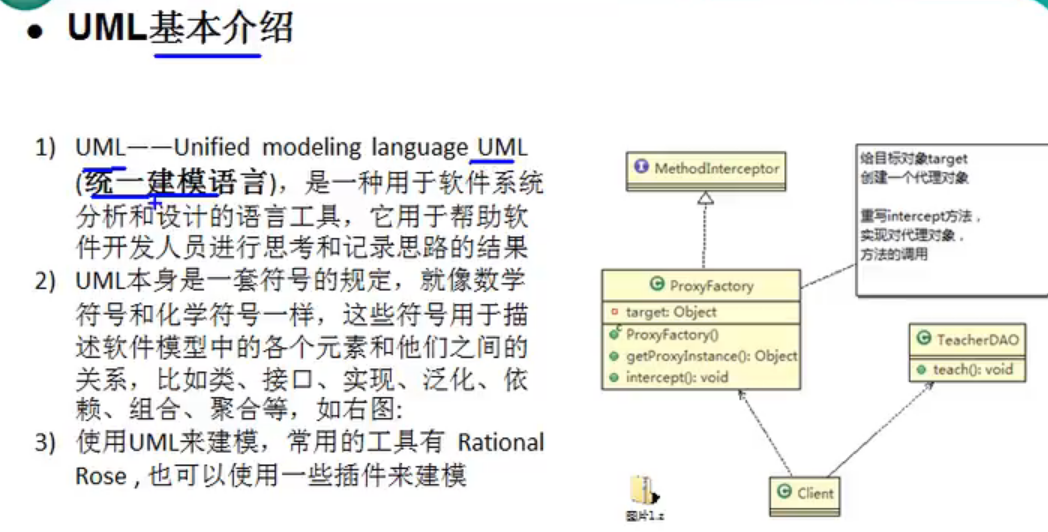 ● UML基本介绍
1) UML——Unified modeling language UML
(统一建模语言)，是一种用于软件系统
分析和设计的语言工具，它用于帮助软
件开发人员进行思考和记录思路的结果
2) UML本身是一套符号的规定，就像数学
符号和化学符号一样，这些符号用于描
述软件模型中的各个元素和他们之间的
关系，比如类、接口、实现、泛化、依
赖、组合、聚合等，如右图:
3) 使用UML来建模，常用的工具有 Rational
Rose , 也可以使用一些插件来建模
I MethodInterceptor
给目标对象target
创建一个代理对象
重写intercept方法，
实现对代理对象，
方法的调用
C ProxyFactory
target: Object
C ProxyFactory()
getProxyInstance(): Object
intercept(): void
C TeacherDAO
teach(): void
C Client
图片1.z